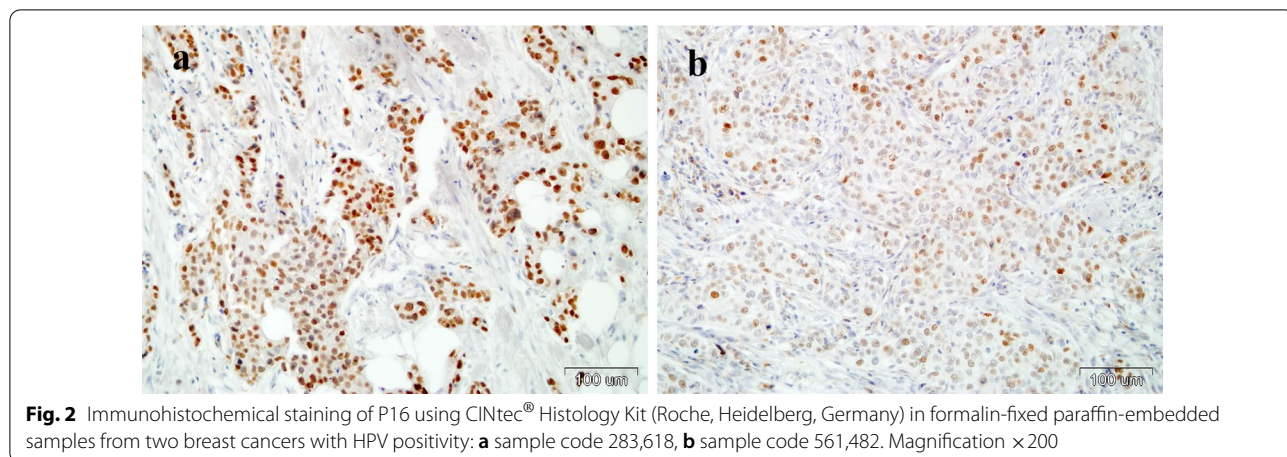 a
b
100 um
100 um
Fig. 2 Immunohistochemical staining of P16 using CINtec® Histology Kit (Roche, Heidelberg, Germany) in formalin-fixed paraffin-embedded
samples from two breast cancers with HPV positivity: a sample code 283,618, b sample code 561,482. Magnification ×200